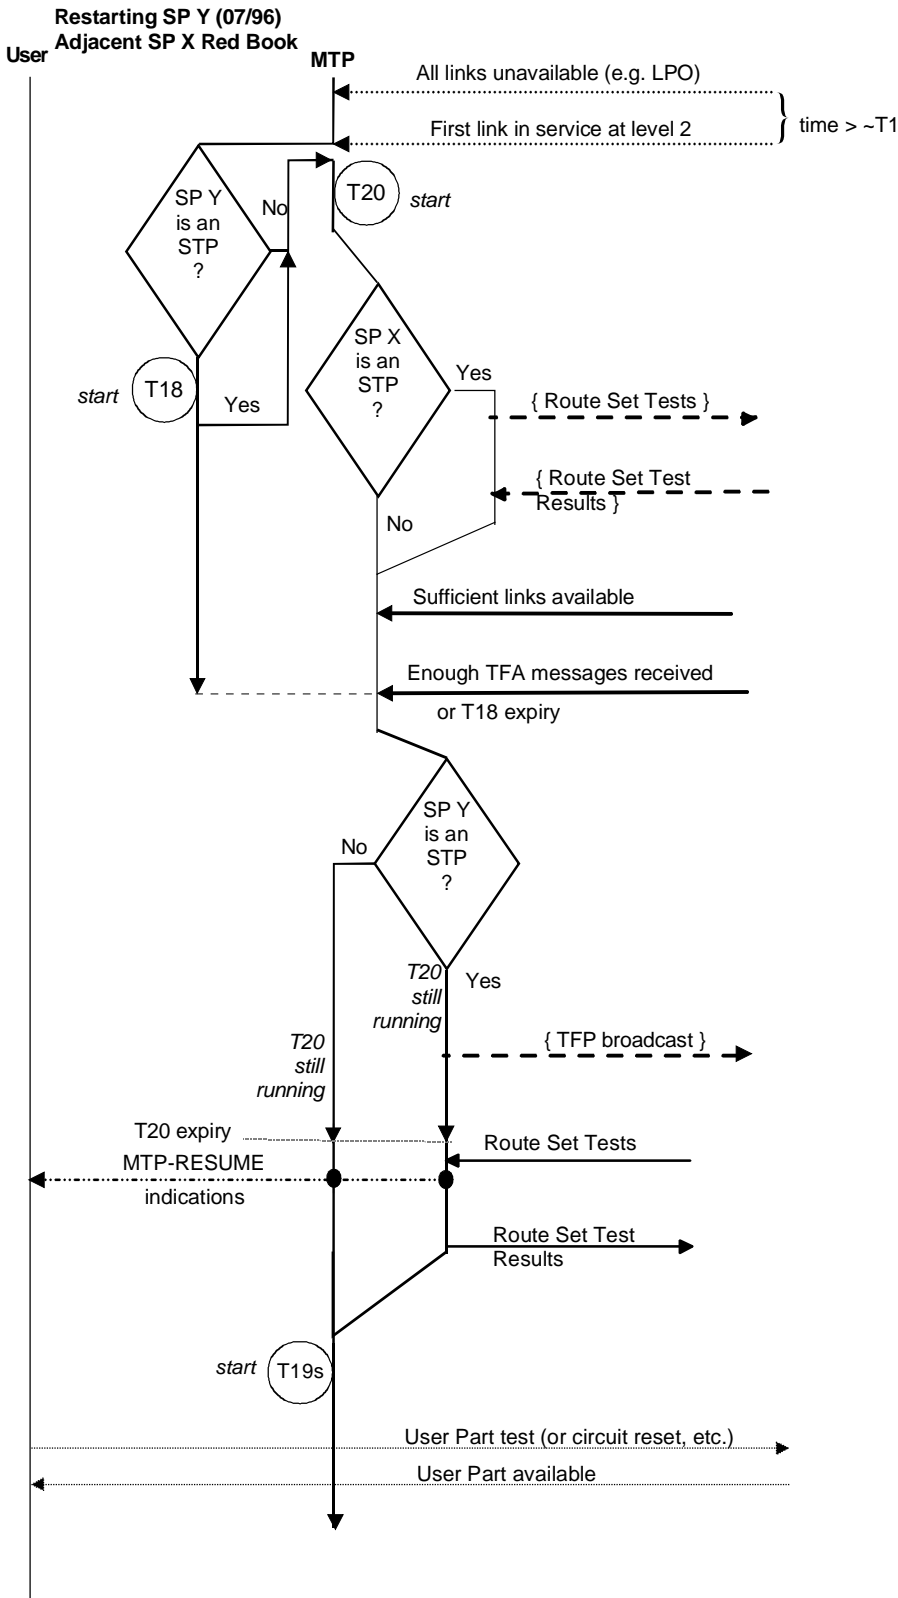 Restarting SP Y (07/96)
Adjacent SP X Red Book
User
MTP
All links unavailable (e.g. LPO)
time > ~T1
First link in service at level 2
SP Y
is an
STP
?
No
T20
start
start
T18
Yes
SP X
is an
STP
?
Yes
{ Route Set Tests }
{ Route Set Test
Results }
No
Sufficient links available
Enough TFA messages received
or T18 expiry
SP Y
is an
STP
?
No
T20
still
running
Yes
T20
still
running
{ TFP broadcast }
T20 expiry
Route Set Tests
MTP-RESUME
indications
Route Set Test
Results
start
T19s
User Part test (or circuit reset, etc.)
User Part available